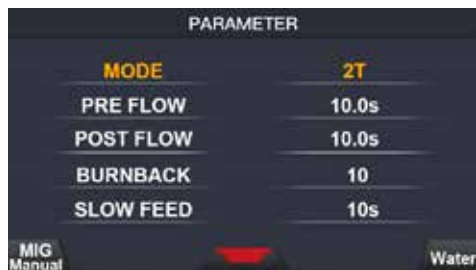 PARAMETER
MODE 2T
PRE FLOW 10.0s
POST FLOW 10.0s
BURNBACK 10
SLOW FEED 10s
MIG
Manual
Water